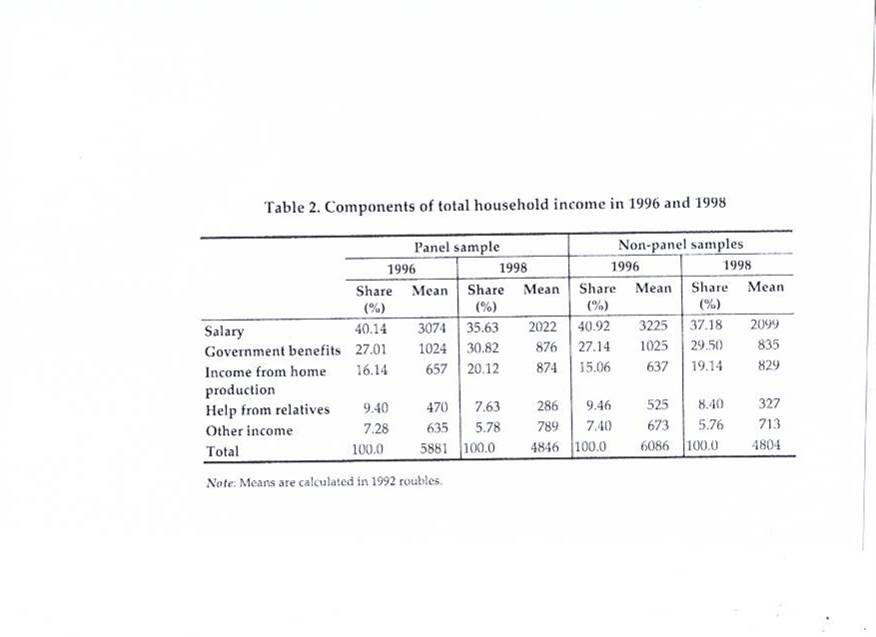 Table 2. Components of total household income in 1996 and 1998
Panel sample Non-panel samples
1996 1998 1996 1998
Share Mean Share Mean Share Mean Share Mean
(%) (%) (%) (%)
Salary 40.14 3074 35.63 2022 40.92 3225 37.18 2099
Government benefits 27.01 1024 30.82 876 27.14 1025 29.50 835
Income from home 16.14 657 20.12 874 15.06 637 19.14 829
production
Help from relatives 9.40 470 7.63 286 9.46 525 8.40 327
Other income 7.28 635 5.78 789 7.40 673 5.76 713
Total 100.0 5881 100.0 4846 100.0 6086 100.0 4804
Note: Means are calculated in 1992 roubles.